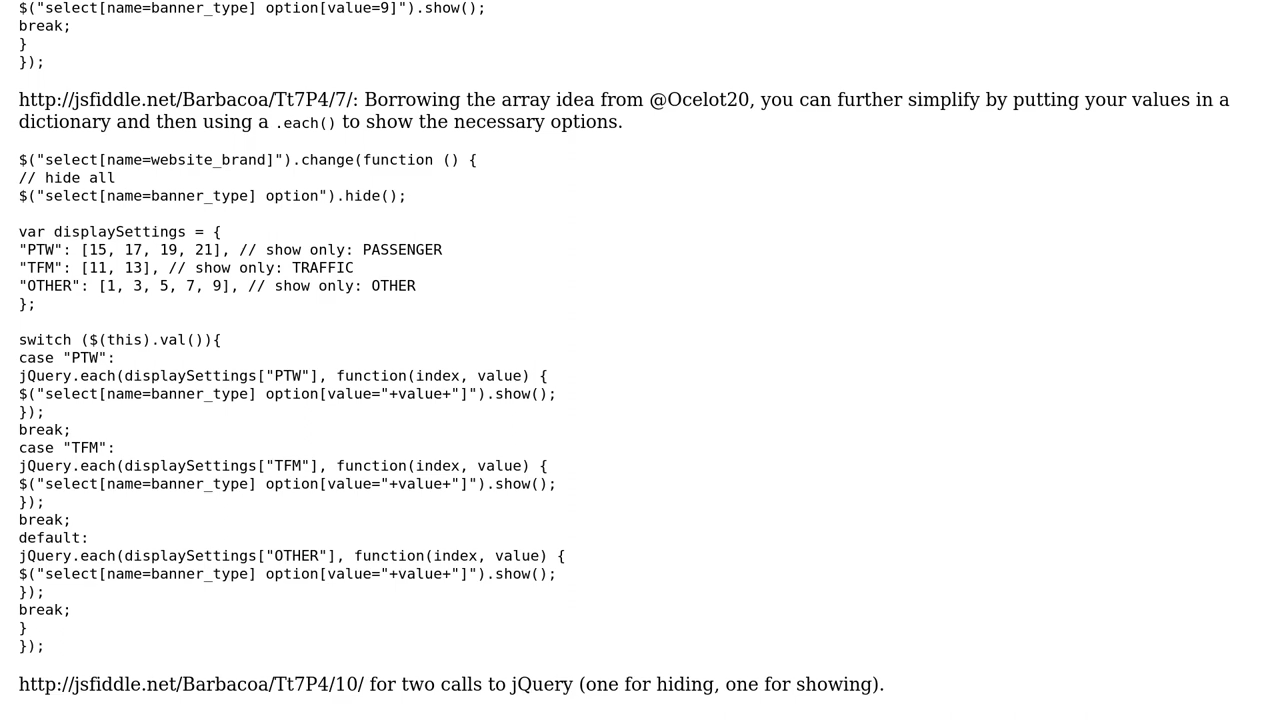 $("select[name=banner_type] option[value=9]").show();
break;
}
});
http://jsfiddle.net/Barbacoa/Tt7P4/7/: Borrowing the array idea from @Ocelot20, you can further simplify by putting your values in a
dictionary and then using a .each() to show the necessary options.
$("select[name=website_brand]").change(function () {
// hide all
$("select[name=banner_type] option").hide();
var displaySettings = {
"PTW": [15, 17, 19, 21], // show only: PASSENGER
"TFM": [11, 13], // show only: TRAFFIC
"OTHER": [1, 3, 5, 7, 9], // show only: OTHER
};
switch ($(this).val()){
case "PTW":
jQuery.each(displaySettings["PTW"], function(index, value) {
$("select[name=banner_type] option[value="+value+"]").show();
});
break;
case "TFM":
jQuery.each(displaySettings["TFM"], function(index, value) {
$("select[name=banner_type] option[value="+value+"]").show();
});
break;
default:
jQuery.each(displaySettings["OTHER"], function(index, value) {
$("select[name=banner_type] option[value="+value+"]").show();
});
break;
}
});
http://jsfiddle.net/Barbacoa/Tt7P4/10/ for two calls to jQuery (one for hiding, one for showing).